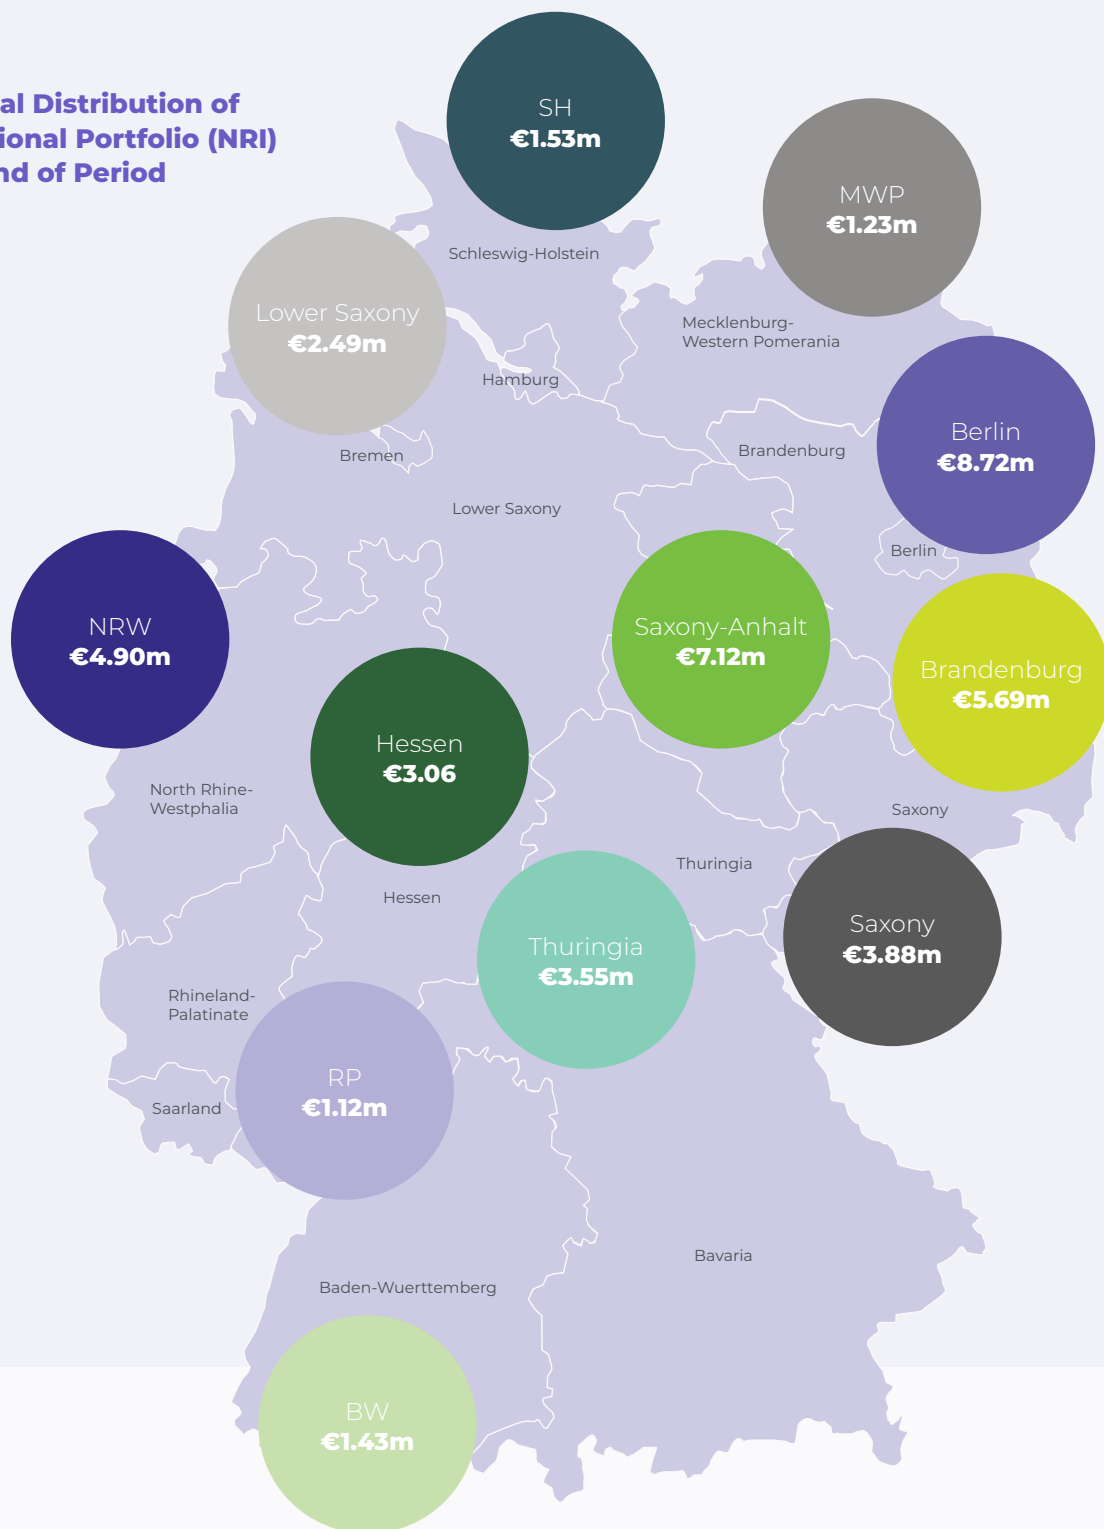 al Distribution of
ional Portfolio (NRI)
nd of Period
SH
€1.53m
MWP
€1.23m
Schleswig-Holstein
Lower Saxony
€2.49m
Mecklenburg-
Western Pomerania
Hamburg
Berlin
€8.72m
Brandenburg
Bremen
Lower Saxony
Berlin
NRW
€4.90m
Saxony-Anhalt
€7.12m
Brandenburg
€5.69m
Hessen
€3.06
North Rhine-
Westphalia
Saxony
Thuringia
Hessen
Saxony
€3.88m
Thuringia
€3.55m
Rhineland-
Palatinate
RP
€1.12m
Saarland
Bavaria
Baden-Wuerttemberg
BW
€1.43m